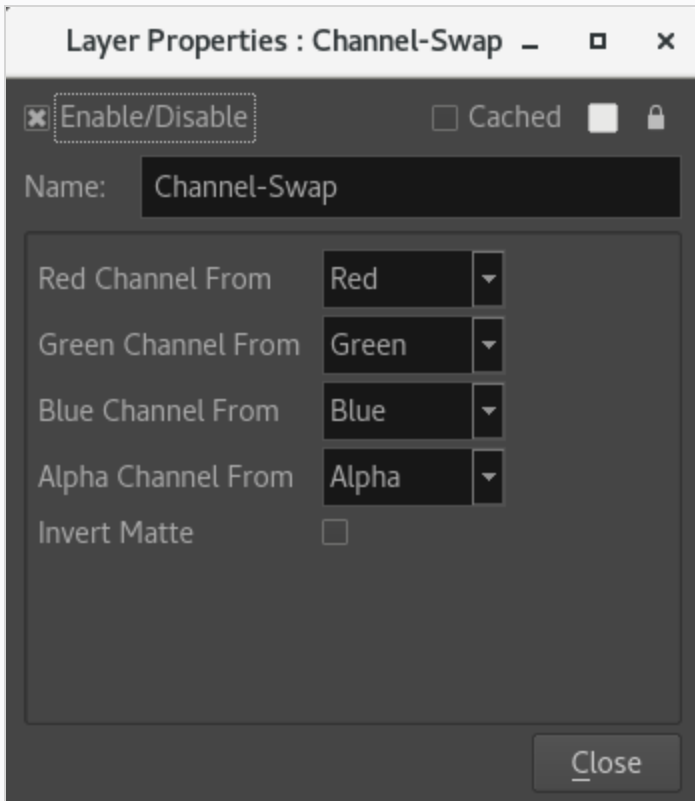 Layer Properties : Channel-Swap
Enable/Disable Cached
Name: Channel-Swap
Red Channel From Red
Green Channel From Green
Blue Channel From Blue
Alpha Channel From Alpha
Invert Matte
Close